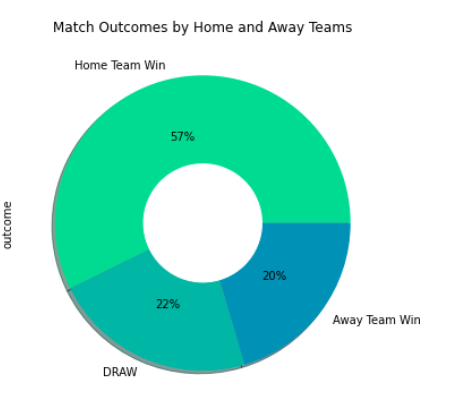 Match Outcomes by Home and Away Teams
Home Team Win
57%
outcome
20%
22%
Away Team Win
DRAW